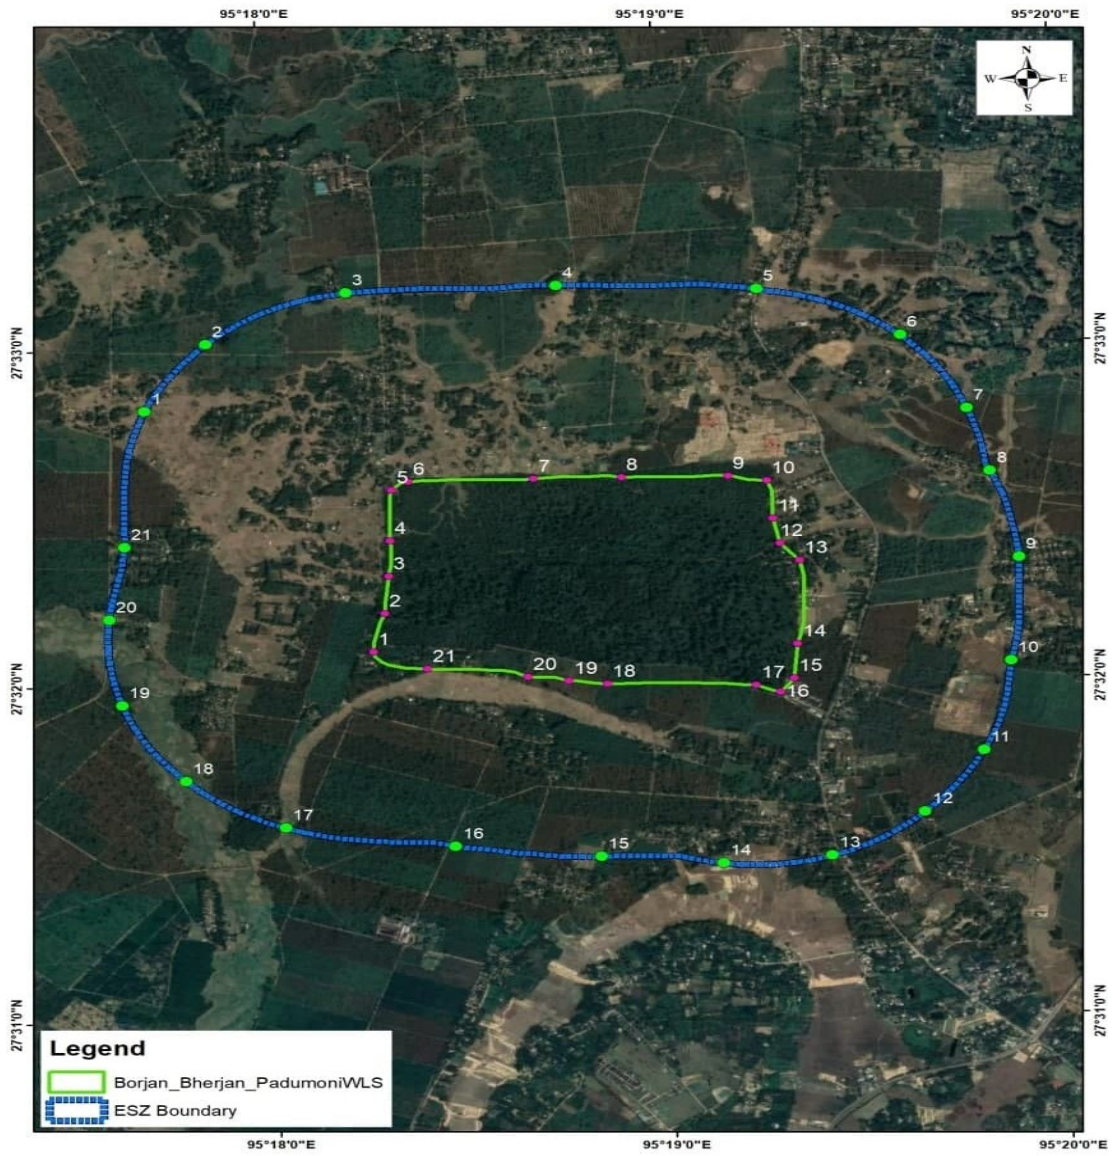 95°18'0"E 95°19'0"E 95°20'0"E
N
W E
S
4
5
3
6
2
27°33'0"N 27°33'0"N
7
1
8
5 6 7 8 9 10
11
4 12
21 9
13
3
2
20
14
1 10
21 20 19 18 17 15
16
27°32'0"N 27°32'0"N
19
11
18
12
17
16 15 14 13
27°31'0"N 27°31'0"N
Legend
Borjan_Bherjan_PadumoniWLS
ESZ Boundary
95°18'0"E 95°19'0"E 95°20'0"E